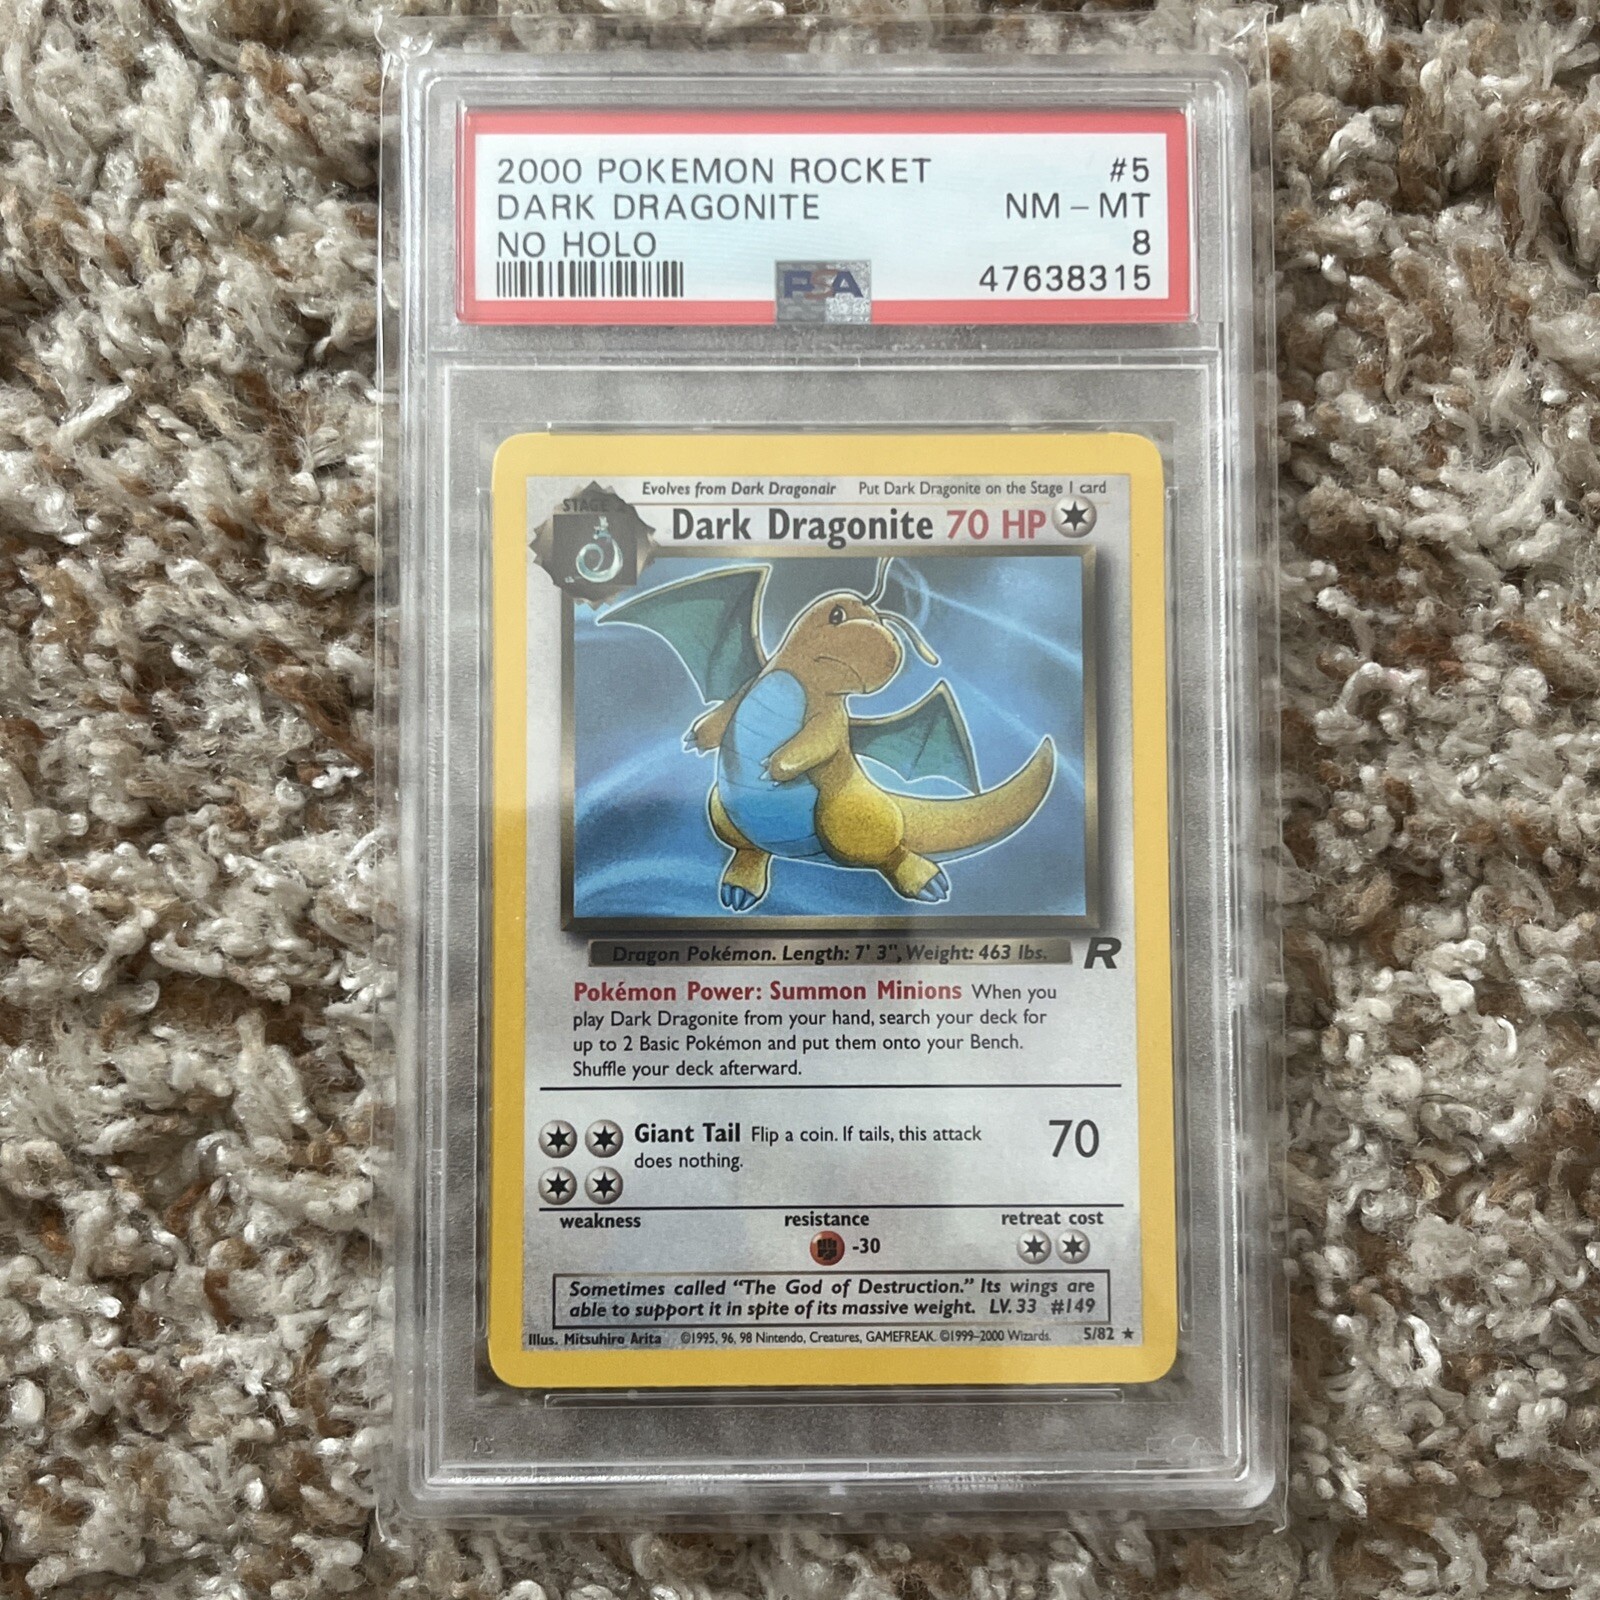 2000 POKEMON ROCKET #5
DARK DRAGONITE NM - MT
NO HOLO 8
PSA 47638315
Evolves from Dark Dragonair Put Dark Dragonite on the Stage 1 card
STAGE
Dark Dragonite 70 HP
Dragon Pokémon. Length: 7' 3", Weight: 463 lbs.
R
Pokémon Power: Summon Minions When you
play Dark Dragonite from your hand, search your deck for
up to 2 Basic Pokémon and put them onto your Bench.
Shuffle your deck afterward.
Giant Tail Flip a coin. If tails, this attack 70
does nothing.
weakness resistance retreat cost
-30
Sometimes called “The God of Destruction.” Its wings are
able to support it in spite of its massive weight. LV. 33 #149
Illus. Mitsuhiro Arita ©1995, 96, 98 Nintendo, Creatures, GAMEFREAK. ©1999–2000 Wizards. 5/82